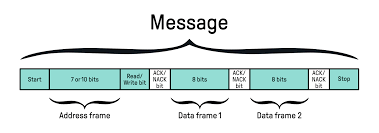 Message
Start
7 or 10 bits
Read/
Write bit
ACK/
NACK
bit
8 bits
ACK/
NACK
bit
8 bits
ACK/
NACK
bit
Stop
Address frame
Data frame 1
Data frame 2